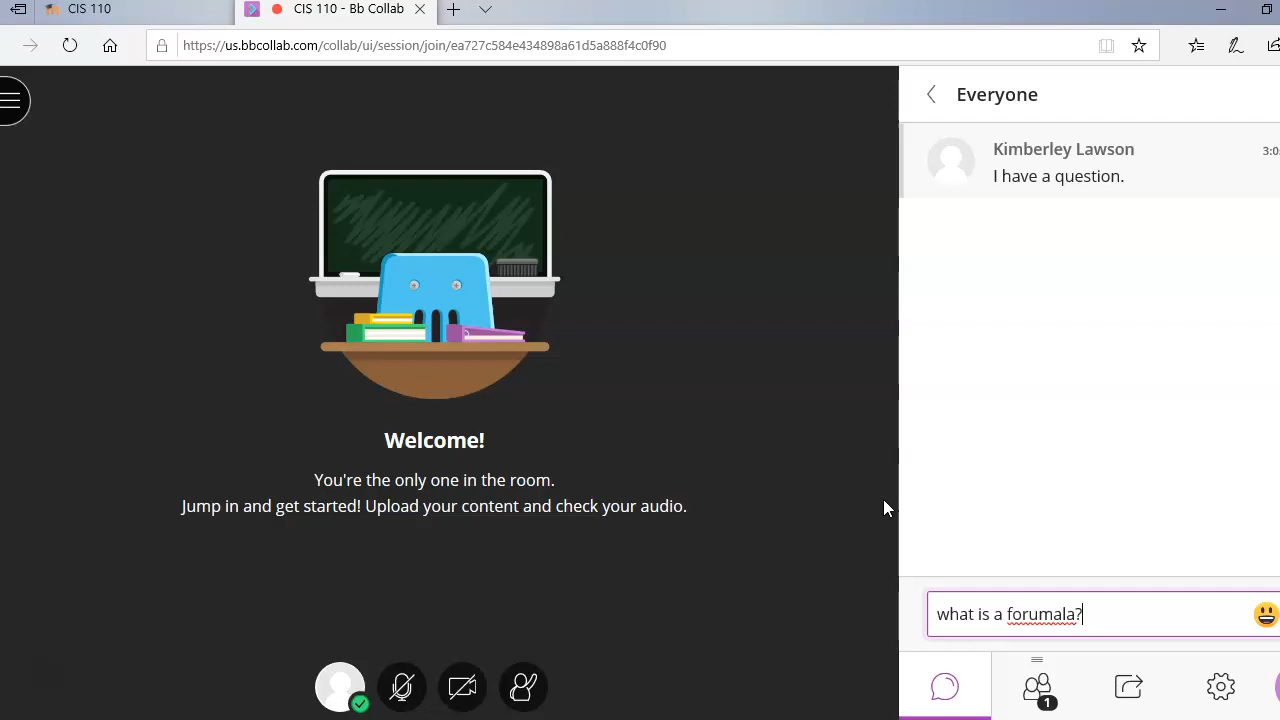 CIS 110
CIS 110 - Bb Collab
https://us.bbcollab.com/collab/ui/session/join/ea727c584e434898a61d5a888f4c0f90
Everyone
Kimberley Lawson
I have a question.
Welcome!
You're the only one in the room.
Jump in and get started! Upload your content and check your audio.
what is a forumala?
1